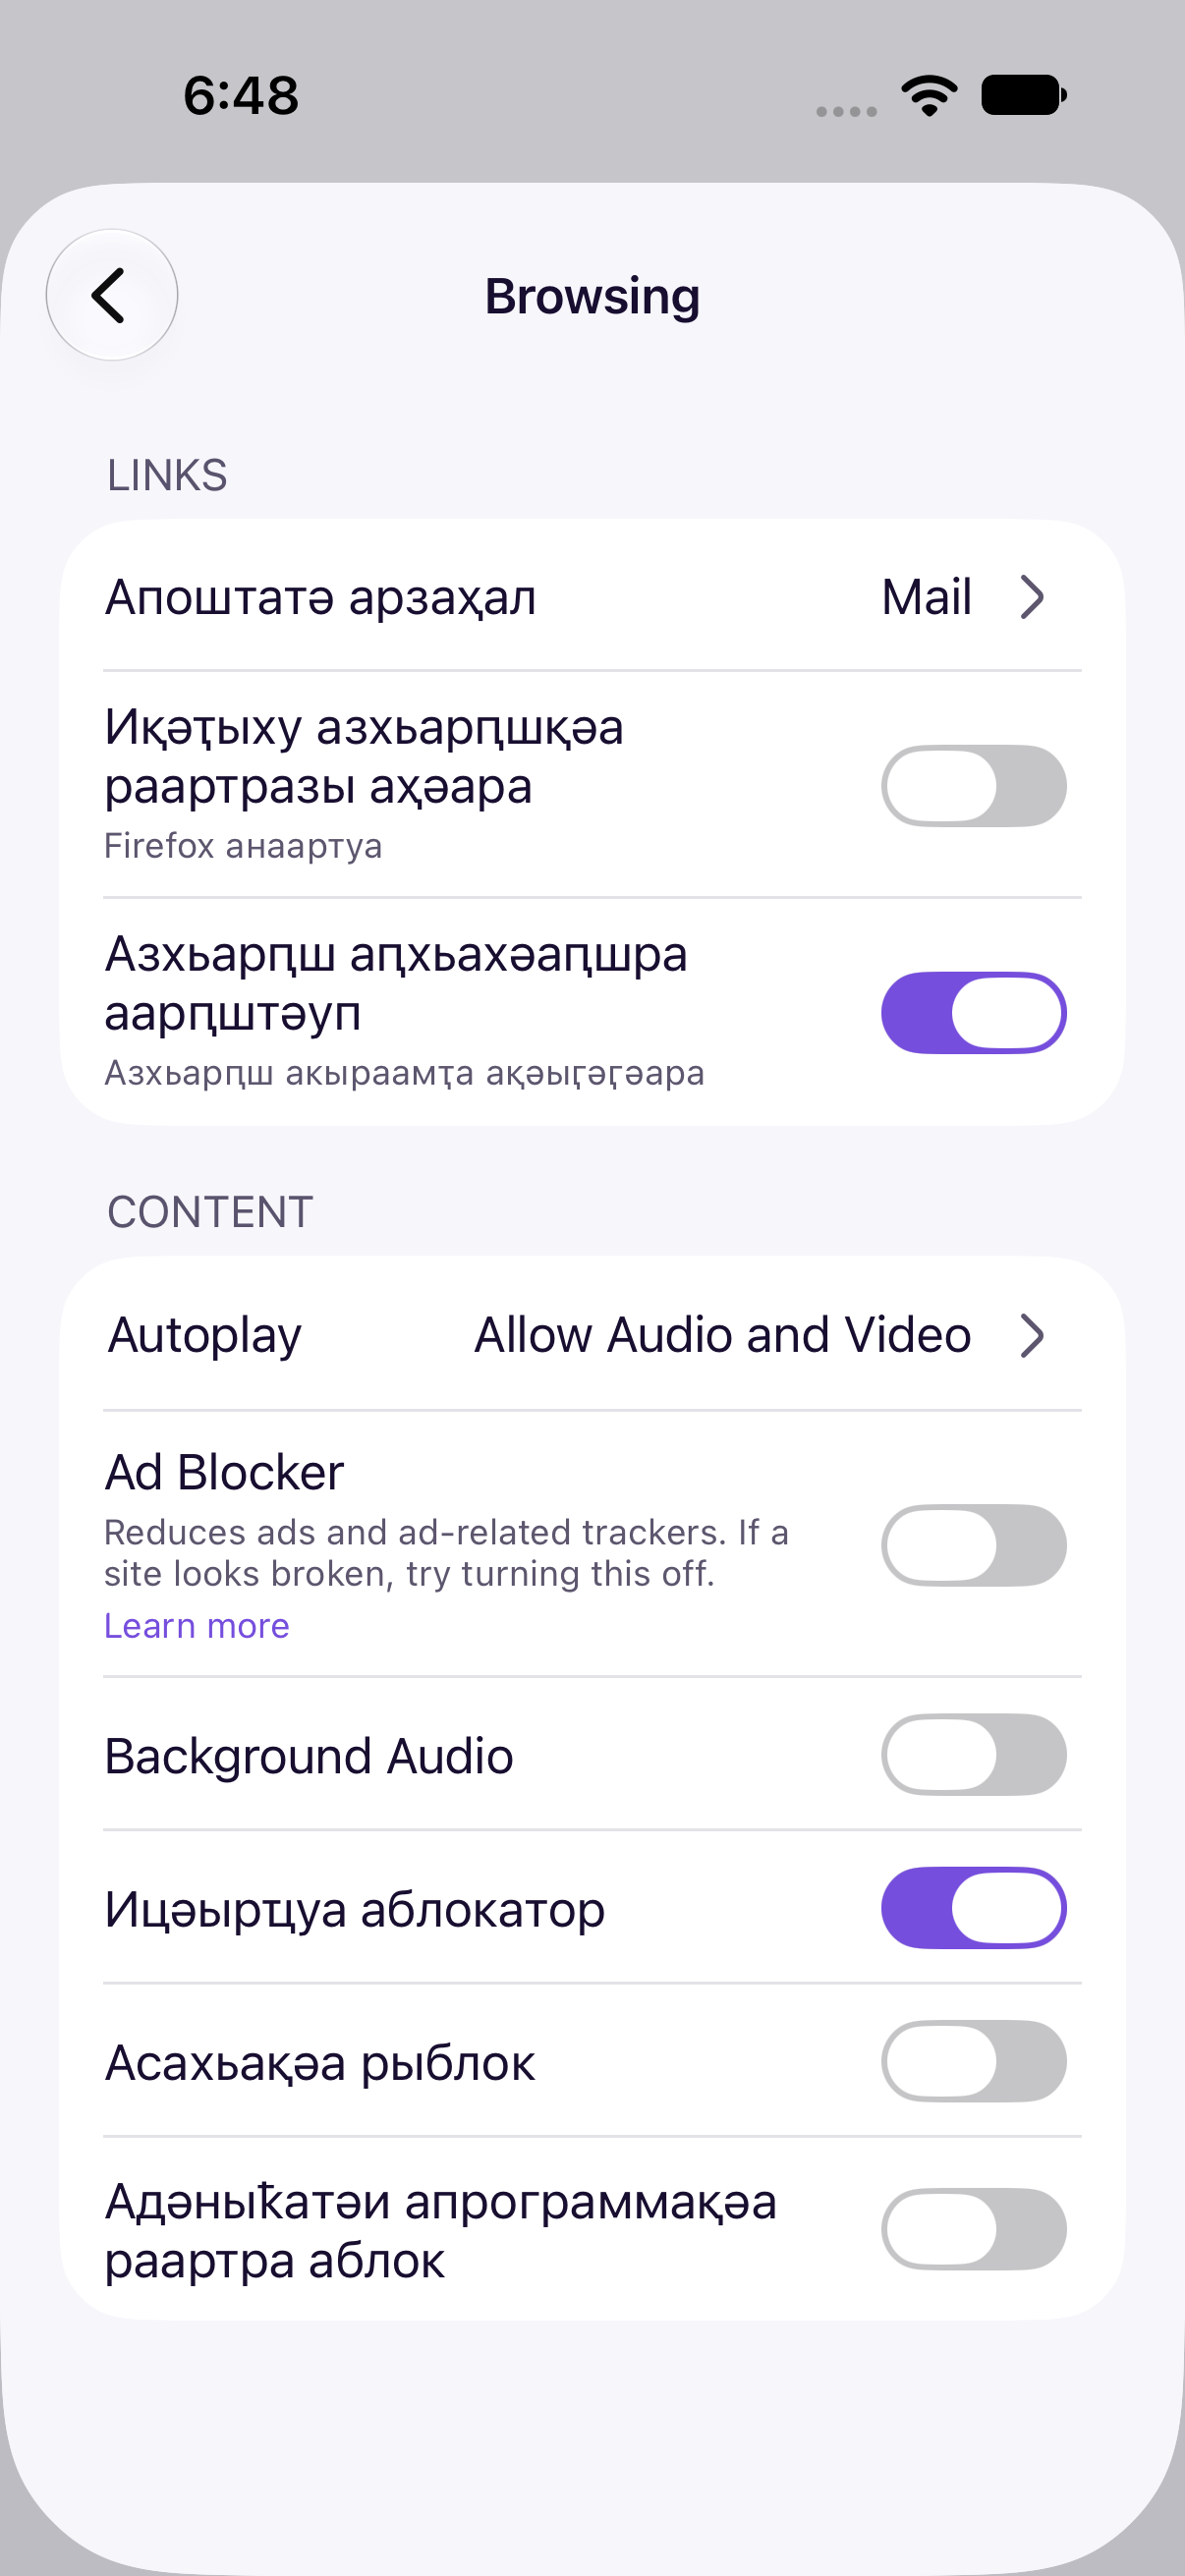 6:48
Browsing
LINKS
Апоштатә арзаҳал
Mail
Иқәҭыху азхьарԥшқәа
раартразы аҳәара
Firefox анаартуа
Азхьарԥш аԥхьахәаԥшра
аарԥштәуп
Азхьарԥш акыраамҭа ақәыӷәӷәара
CONTENT
Autoplay
Allow Audio and Video
Ad Blocker
Reduces ads and ad-related trackers. If a
site looks broken, try turning this off.
Learn more
Background Audio
Ицәырҵуа аблокатор
Асахьақәа рыблок
Адәныҟатәи апрограммақәа
раартра аблок